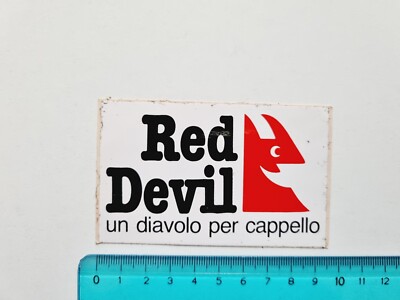 Red
Devil
un diavolo per cappello
0 1 2 3 4 5 6 7 8 9 10 11 12